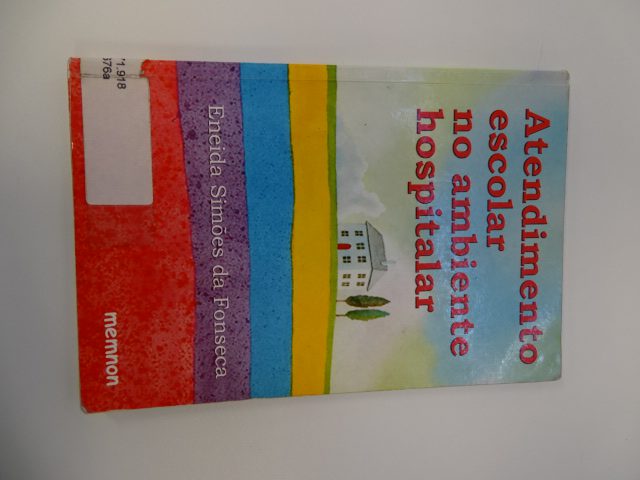 Atendimento
escolar
no ambiente
hospitalar
Eneida Simões da Fonseca
memnon